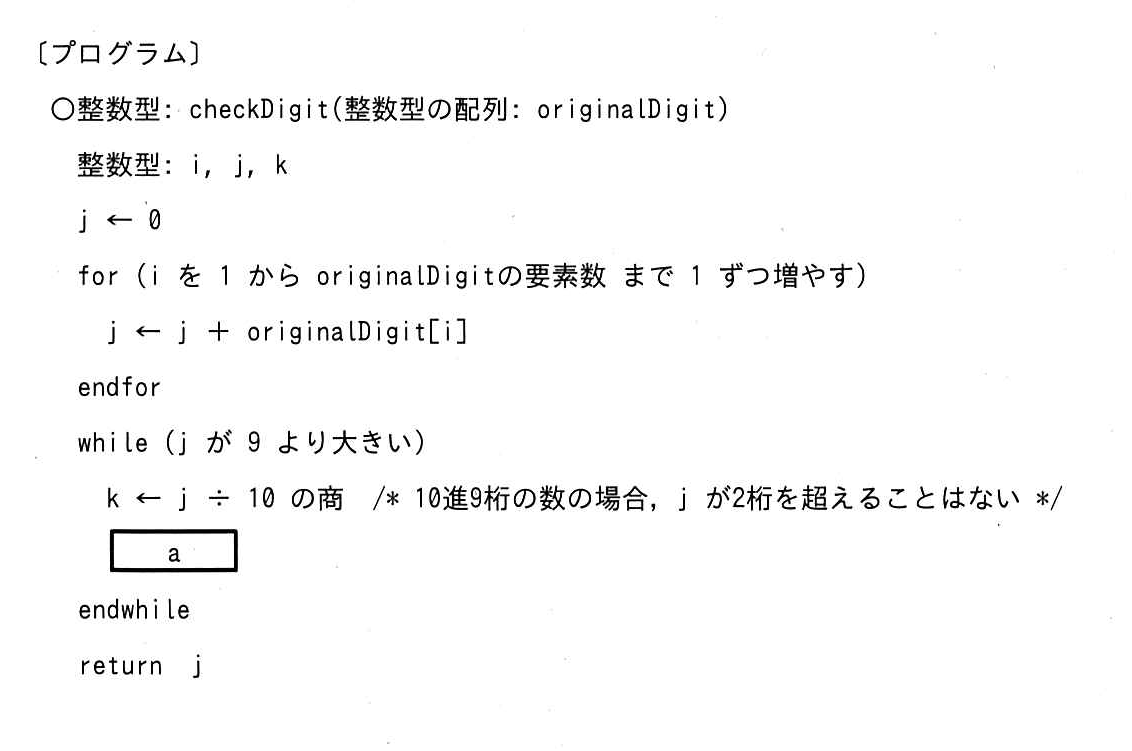 〔プログラム〕
○整数型: checkDigit(整数型の配列: originalDigit)
整数型: i, j, k
j ← 0
for (i を 1 から originalDigitの要素数 まで 1 ずつ増やす)
j ← j ＋ originalDigit[i]
endfor
while (j が 9 より大きい)
k ← j ÷ 10 の商 /* 10進9桁の数の場合，j が2桁を超えることはない */
a
endwhile
return j